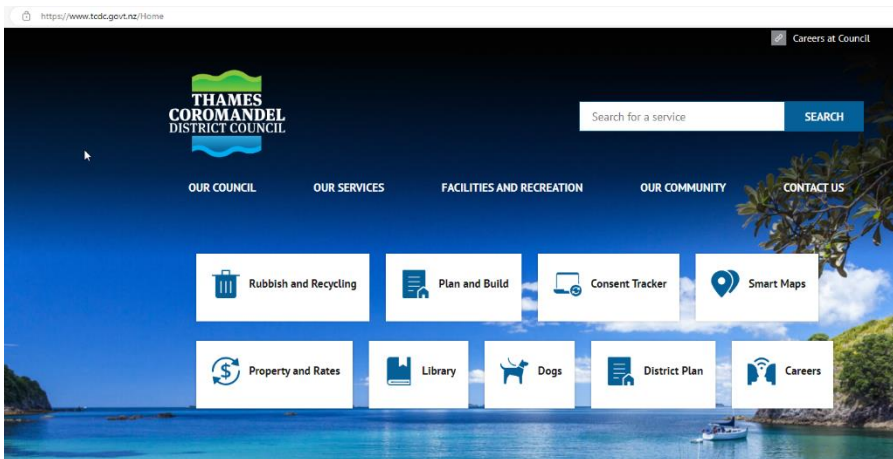 https://www.tcdc.govt.nz/Home
Careers at Council
THAMES
COROMANDEL
DISTRICT COUNCIL
Search for a service
SEARCH
OUR COUNCIL
OUR SERVICES
FACILITIES AND RECREATION
OUR COMMUNITY
CONTACT US
Rubbish and Recycling
Plan and Build
Consent Tracker
Smart Maps
Property and Rates
Library
Dogs
District Plan
Careers